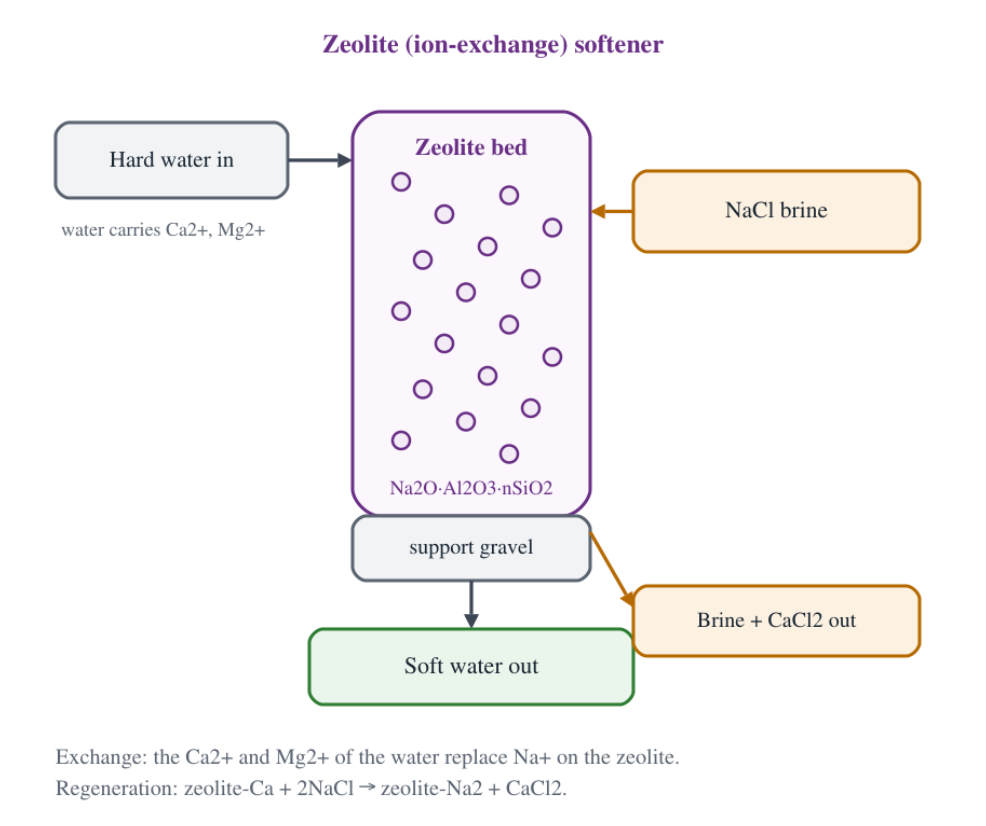 Zeolite (ion-exchange) softener
Hard water in
water carries Ca2+, Mg2+
Zeolite bed
NaCl brine
Na2O·Al2O3·nSiO2
support gravel
Brine + CaCl2 out
Soft water out
Exchange: the Ca2+ and Mg2+ of the water replace Na+ on the zeolite.
Regeneration: zeolite-Ca + 2NaCl → zeolite-Na2 + CaCl2.